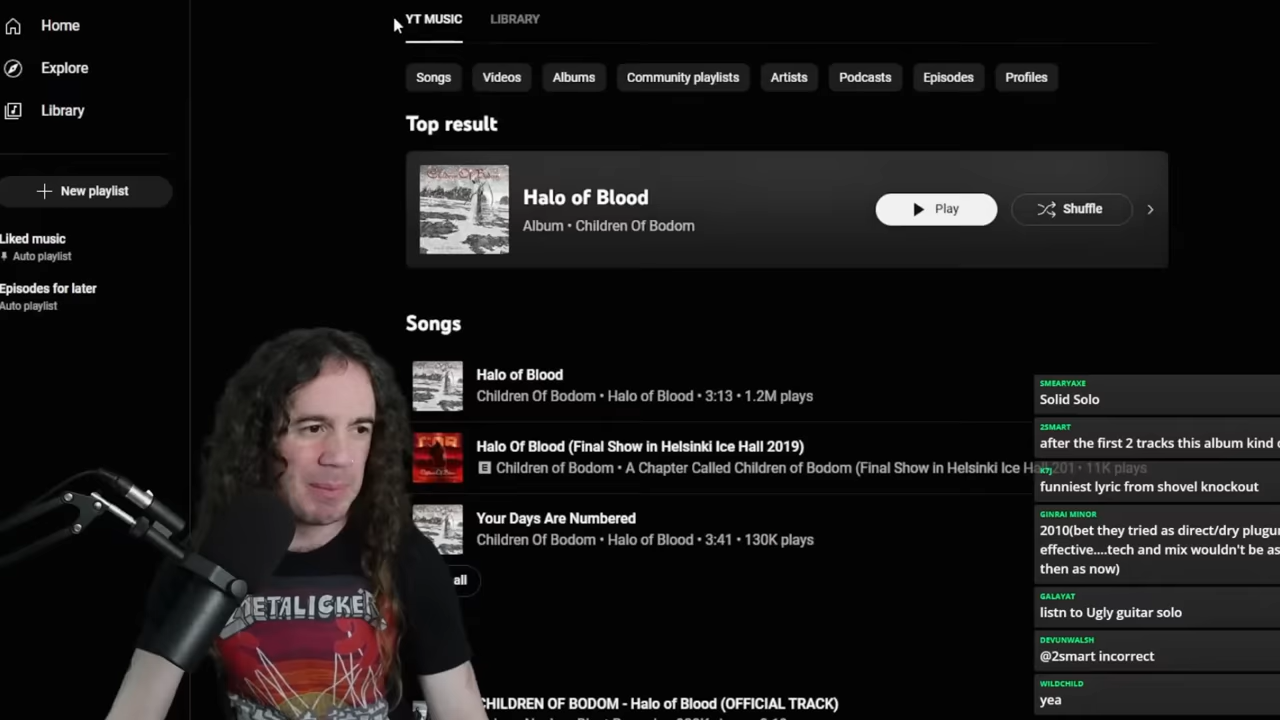 Home
Explore
Library
New playlist
Liked music
Auto playlist
Episodes for later
Auto playlist
YT MUSIC
LIBRARY
Songs
Videos
Albums
Community playlists
Artists
Podcasts
Episodes
Profiles
Top result
Halo of Blood
Album • Children Of Bodom
Play
Shuffle
Songs
Halo of Blood
Children Of Bodom • Halo of Blood • 3:13 • 1.2M plays
Halo Of Blood (Final Show in Helsinki Ice Hall 2019)
E Children of Bodom • A Chapter Called Children of Bodom (Final Show in Helsinki Ice Hall 201 • 11K plays
Your Days Are Numbered
Children Of Bodom • Halo of Blood • 3:41 • 130K plays
all
CHILDREN OF BODOM - Halo of Blood (OFFICIAL TRACK)
METALICKER
SMEARYAXE
Solid Solo
2SMART
after the first 2 tracks this album kind
funniest lyric from shovel knockout
GINRAI MINOR
2010(bet they tried as direct/dry plugu
effective....tech and mix wouldn't be as
then as now)
GALAYAT
listn to Ugly guitar solo
DEVUNWALSH
@2smart incorrect
WILDCHILD
yea